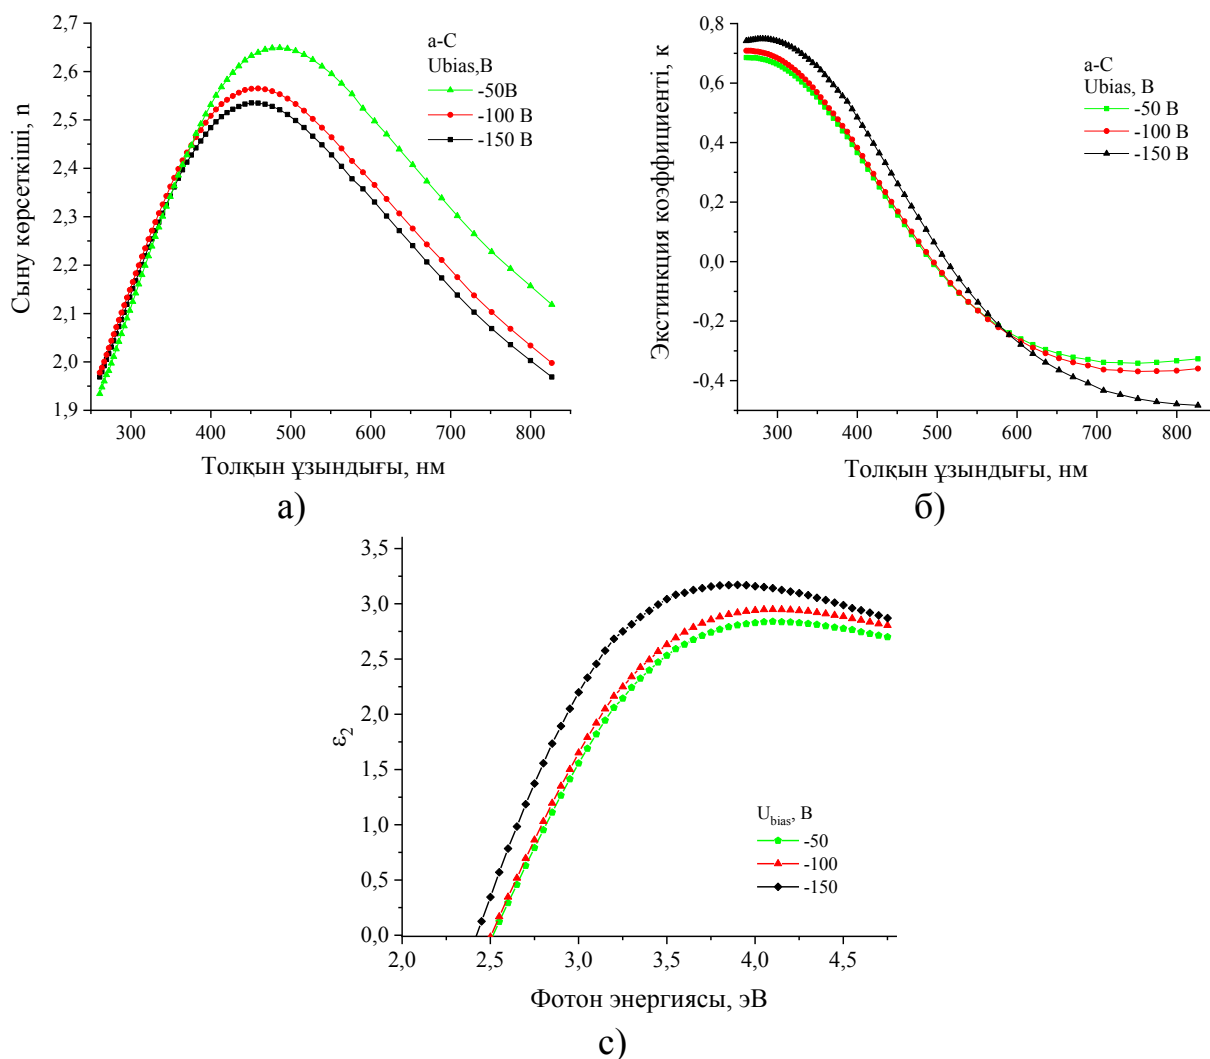 2,7
2,6
2,5
2,4
2,3
2,2
2,1
2,0
1,9
Сыну көрсеткіші, n
a-C
Ubias,B
-50B
-100 B
-150 B
300 400 500 600 700 800
Толқын ұзындығы, нм
а)
0,8
0,6
0,4
0,2
0,0
-0,2
-0,4
Экстинкция коэффициенті, к
a-C
Ubias, B
-50 B
-100 B
-150 B
300 400 500 600 700 800
Толқын ұзындығы, нм
б)
3,5
3,0
2,5
2,0
1,5
1,0
0,5
0,0
ε₂
U_bias, B
-50
-100
-150
2,0 2,5 3,0 3,5 4,0 4,5
Фотон энергиясы, эВ
с)